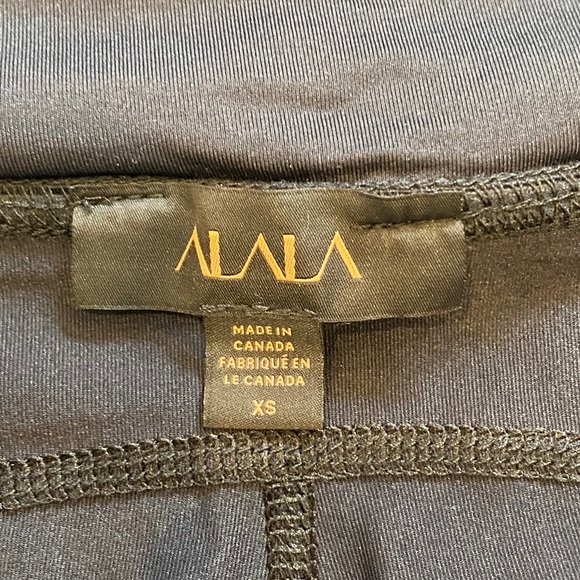 ALALA
MADE IN
CANADA
FABRIQUÉ EN
LE CANADA
XS